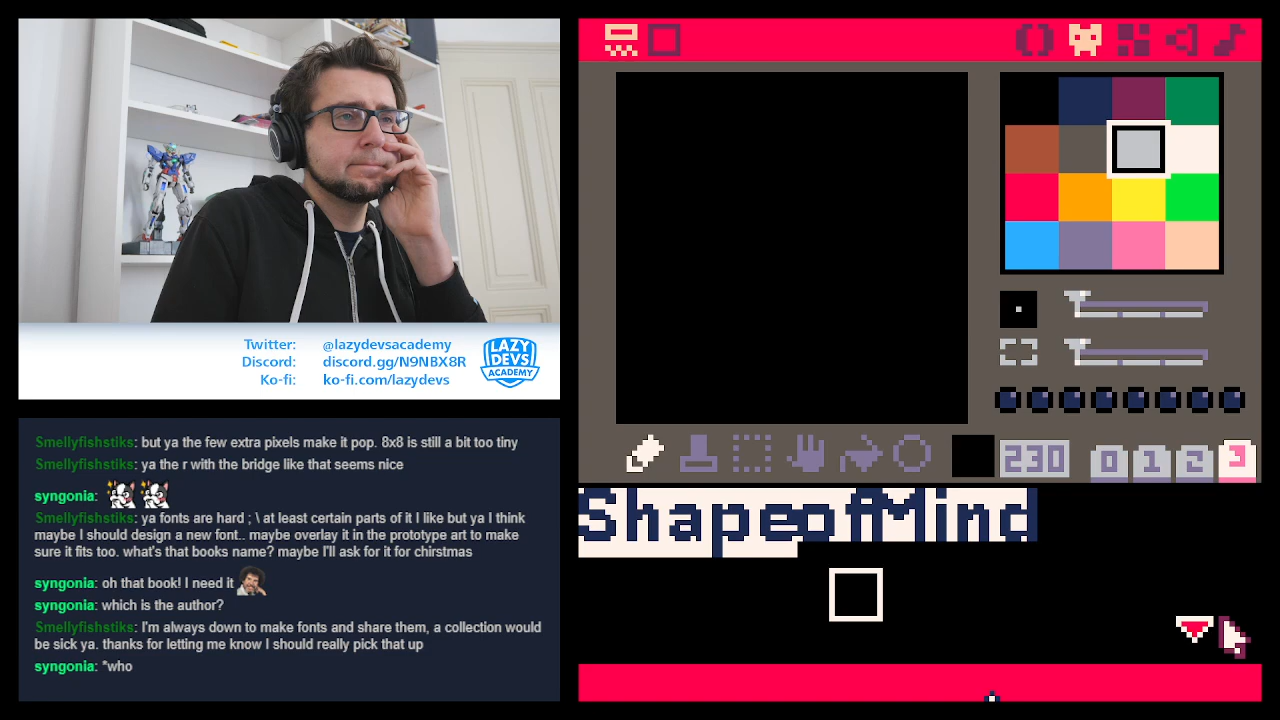 Twitter: @lazydevsacademy
Discord: discord.gg/N9NBX8R
Ko-fi: ko-fi.com/lazydevs
LAZY
DEVS
ACADEMY
Smellyfishstiks: but ya the few extra pixels make it pop. 8x8 is still a bit too tiny
Smellyfishstiks: ya the r with the bridge like that seems nice
syngonia:
Smellyfishstiks: ya fonts are hard ; \ at least certain parts of it I like but ya I think
maybe I should design a new font.. maybe overlay it in the prototype art to make
sure it fits too. what's that books name? maybe I'll ask for it for chirstmas
syngonia: oh that book! I need it
syngonia: which is the author?
Smellyfishstiks: I'm always down to make fonts and share them, a collection would
be sick ya. thanks for letting me know I should really pick that up
syngonia: *who
230 0 1 2 3
ShapeofMind